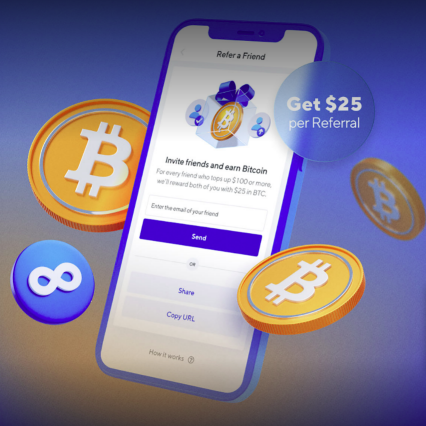 Refer a Friend
Get $25
per Referral
Invite friends and earn Bitcoin
For every friend who tops up $100 or more,
we'll reward both of you with $25 in BTC.
Enter the email of your friend
Send
OR
Share
Copy URL
How it works ?